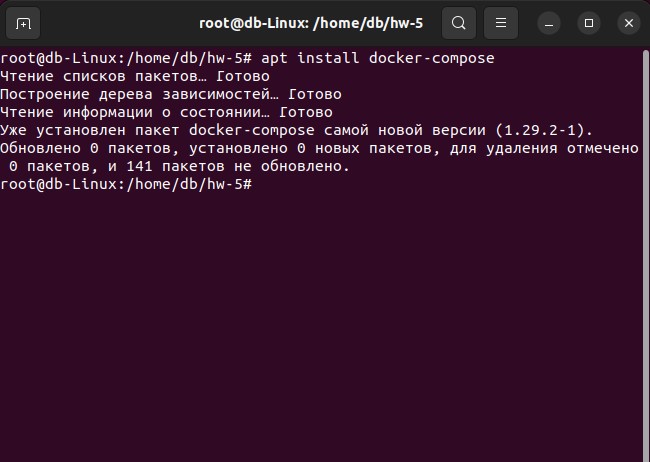 root@db-Linux: /home/db/hw-5
root@db-Linux:/home/db/hw-5# apt install docker-compose
Чтение списков пакетов… Готово
Построение дерева зависимостей… Готово
Чтение информации о состоянии… Готово
Уже установлен пакет docker-compose самой новой версии (1.29.2-1).
Обновлено 0 пакетов, установлено 0 новых пакетов, для удаления отмечено
 0 пакетов, и 141 пакетов не обновлено.
root@db-Linux:/home/db/hw-5#